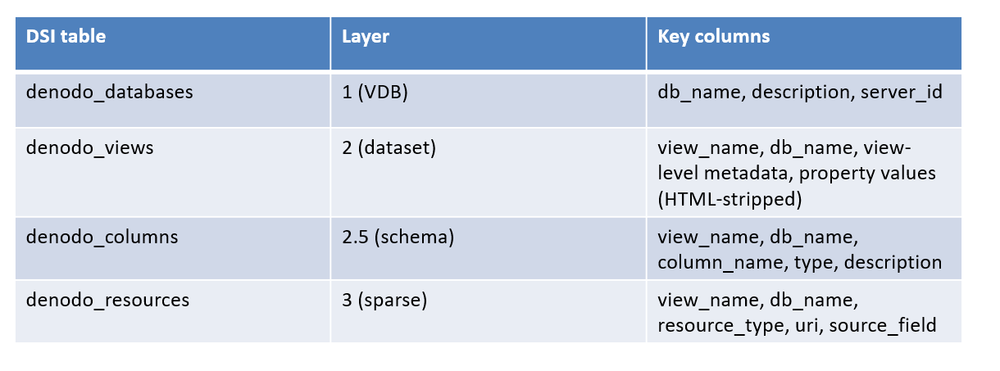 DSI table
Layer
Key columns
denodo_databases
1 (VDB)
db_name, description, server_id
denodo_views
2 (dataset)
view_name, db_name, view-
level metadata, property values
(HTML-stripped)
denodo_columns
2.5 (schema)
view_name, db_name,
column_name, type, description
denodo_resources
3 (sparse)
view_name, db_name,
resource_type, uri, source_field